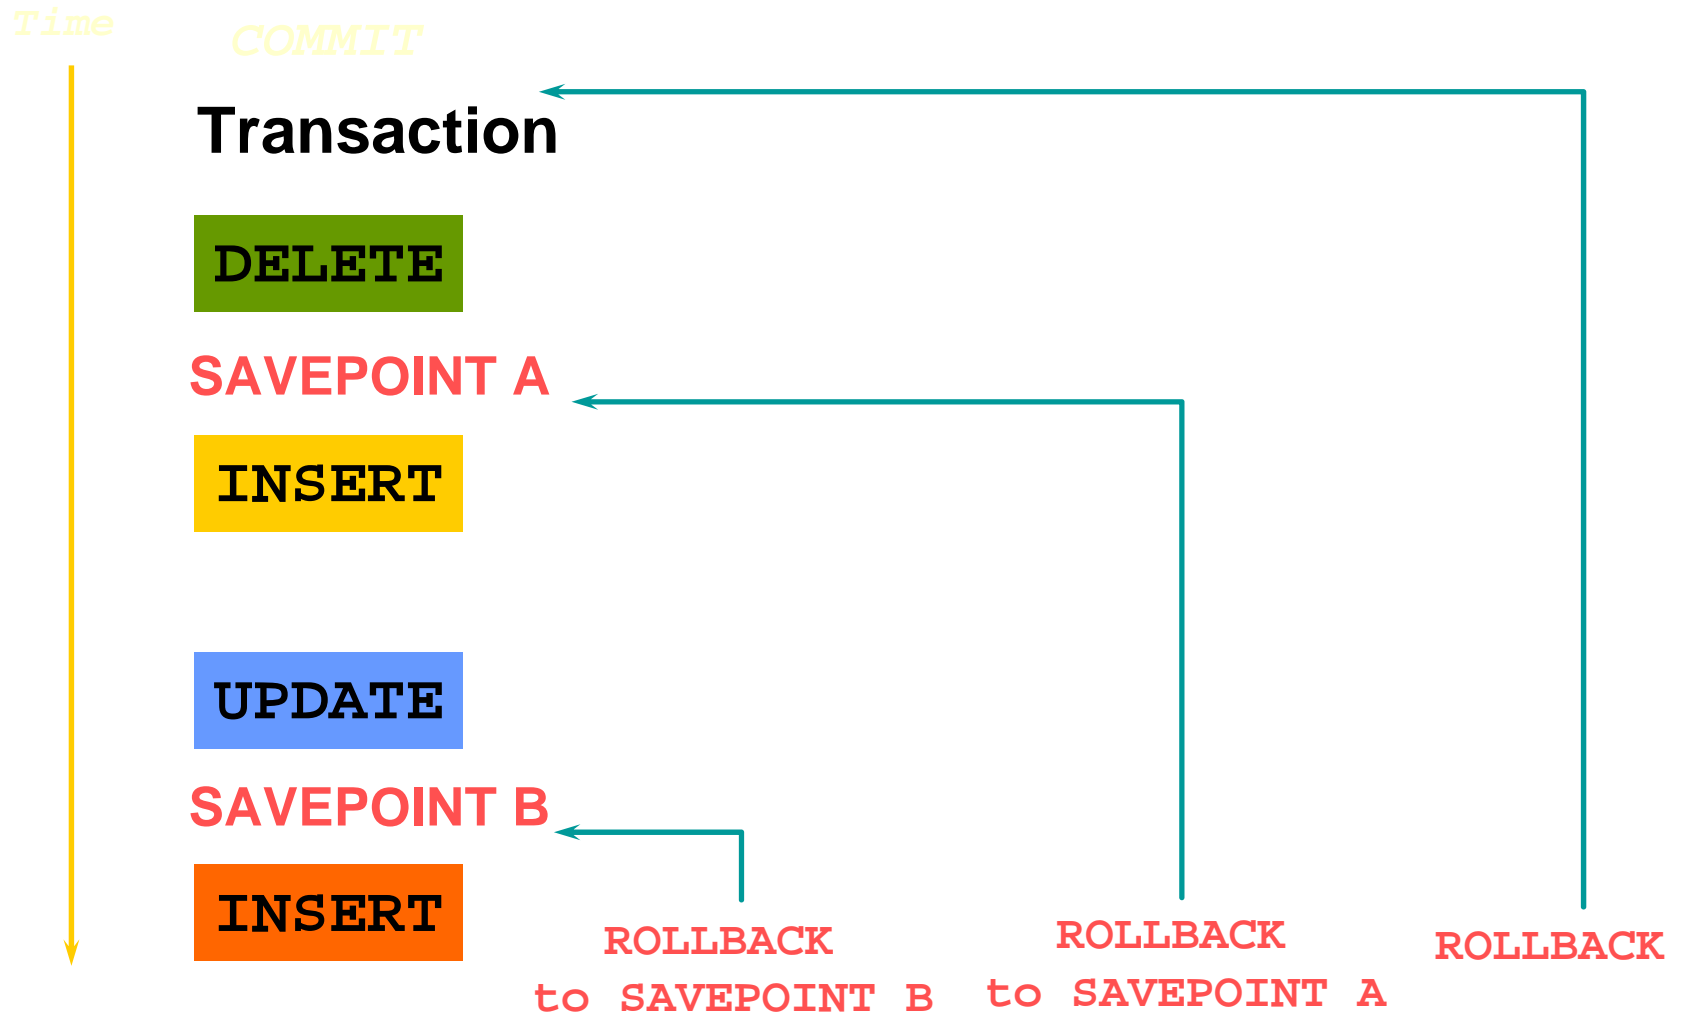 Time
COMMIT
Transaction
DELETE
SAVEPOINT A
INSERT
UPDATE
SAVEPOINT B
INSERT
ROLLBACK
to SAVEPOINT B
ROLLBACK
to SAVEPOINT A
ROLLBACK